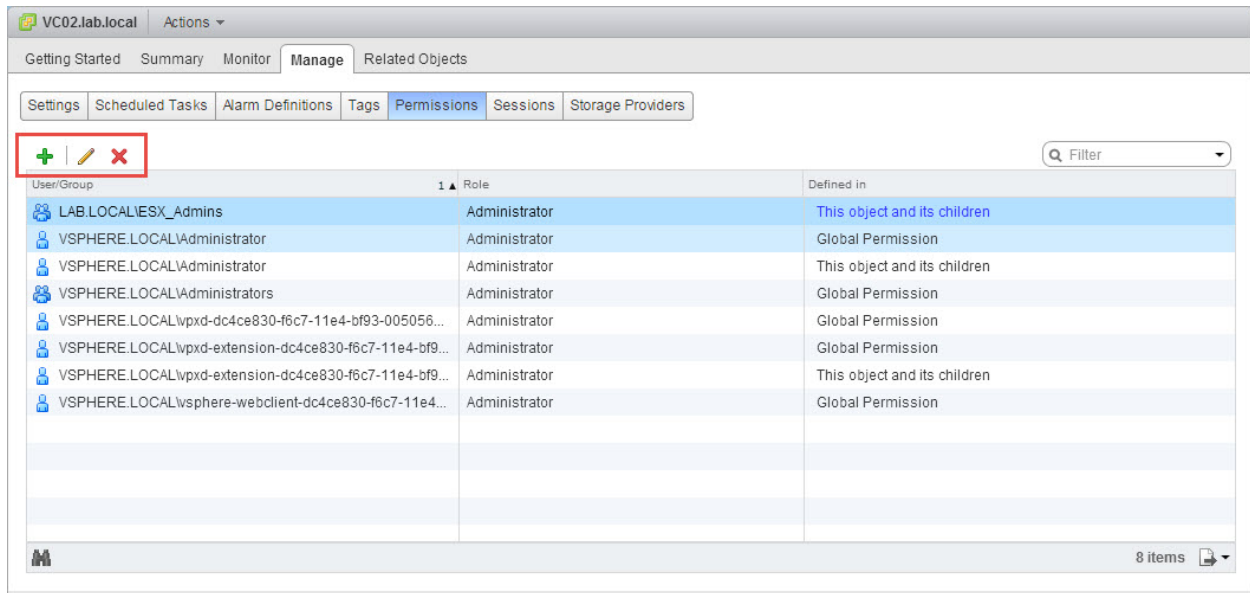 VC02.lab.local Actions
Getting Started Summary Monitor Manage Related Objects
Settings Scheduled Tasks Alarm Definitions Tags Permissions Sessions Storage Providers
Filter
User/Group 1 Role Defined in
LAB.LOCAL\ESX_Admins Administrator This object and its children
VSPHERE.LOCAL\Administrator Administrator Global Permission
VSPHERE.LOCAL\Administrator Administrator This object and its children
VSPHERE.LOCAL\Administrators Administrator Global Permission
VSPHERE.LOCAL\vpxd-dc4ce830-f6c7-11e4-bf93-005056... Administrator Global Permission
VSPHERE.LOCAL\vpxd-extension-dc4ce830-f6c7-11e4-bf9... Administrator Global Permission
VSPHERE.LOCAL\vpxd-extension-dc4ce830-f6c7-11e4-bf9... Administrator This object and its children
VSPHERE.LOCAL\vsphere-webclient-dc4ce830-f6c7-11e4... Administrator Global Permission
8 items